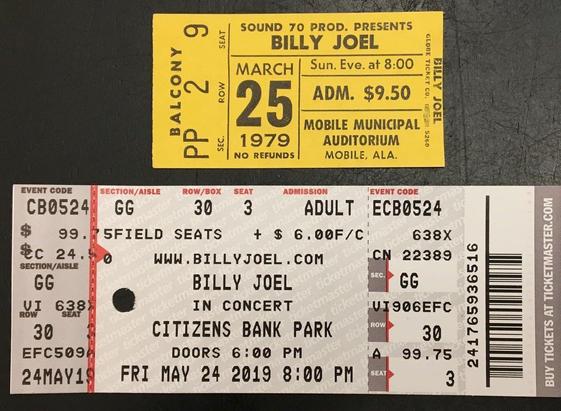 SOUND 70 PROD. PRESENTS
BILLY JOEL
MARCH
25
1979
NO REFUNDS
Sun. Eve. at 8:00
ADM. $9.50
MOBILE MUNICIPAL
AUDITORIUM
MOBILE, ALA.
BALCONY
PP 2 9
SEC. ROW SEAT
BILLY JOEL
GLOBE TICKET CO. 5260
EVENT CODE SECTION/AISLE ROW/BOX SEAT ADMISSION EVENT CODE
CB0524 GG 30 3 ADULT ECB0524
$ 99.75 FIELD SEATS + $ 6.00F/C 638X
$
CC 24.50 WWW.BILLYJOEL.COM CN 22389
SECTION/AISLE
GG BILLY JOEL SEC. GG
VI 638X IN CONCERT VI906EFC
ROW SEAT
30 3 CITIZENS BANK PARK ROW 30
EFC509A DOORS 6:00 PM A 99.75
24MAY19 FRI MAY 24 2019 8:00 PM SEAT 3
241765936516
BUY TICKETS AT TICKETMASTER.COM